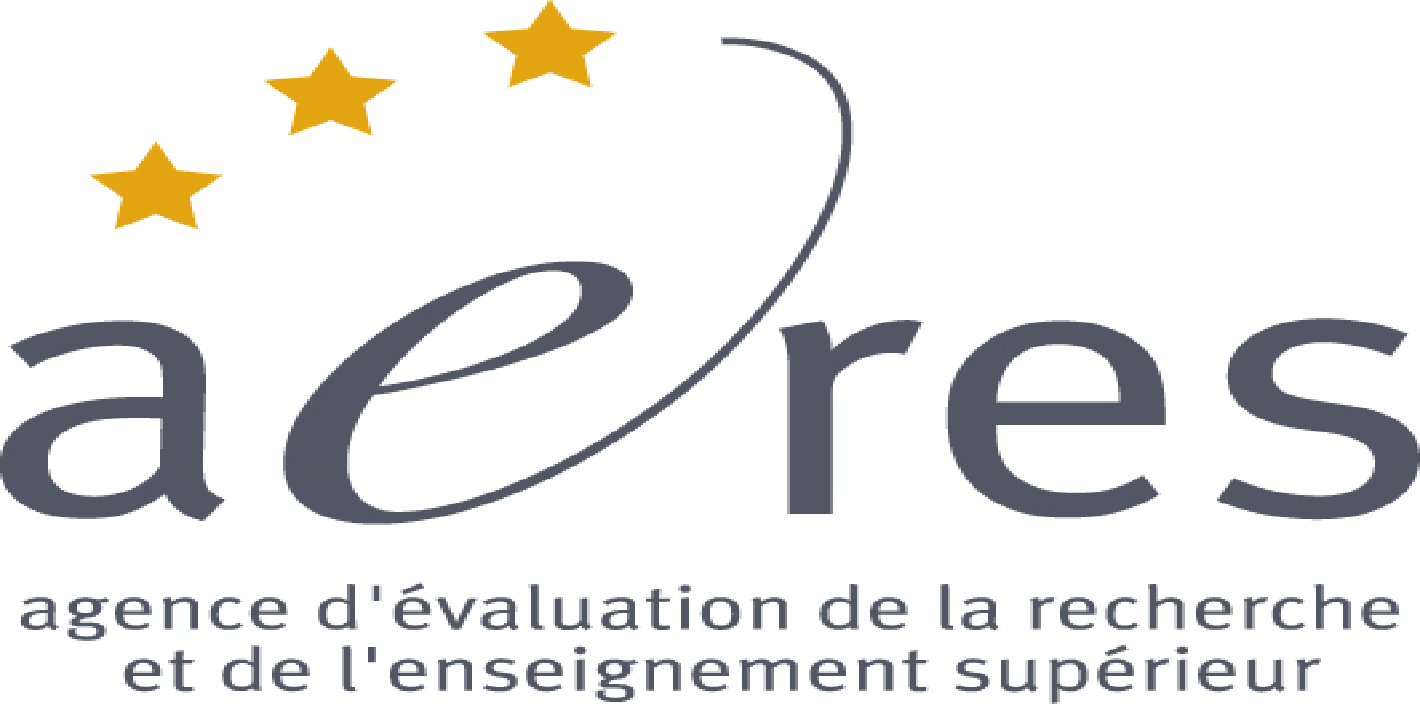 aeres
agence d'évaluation de la recherche
et de l'enseignement supérieur